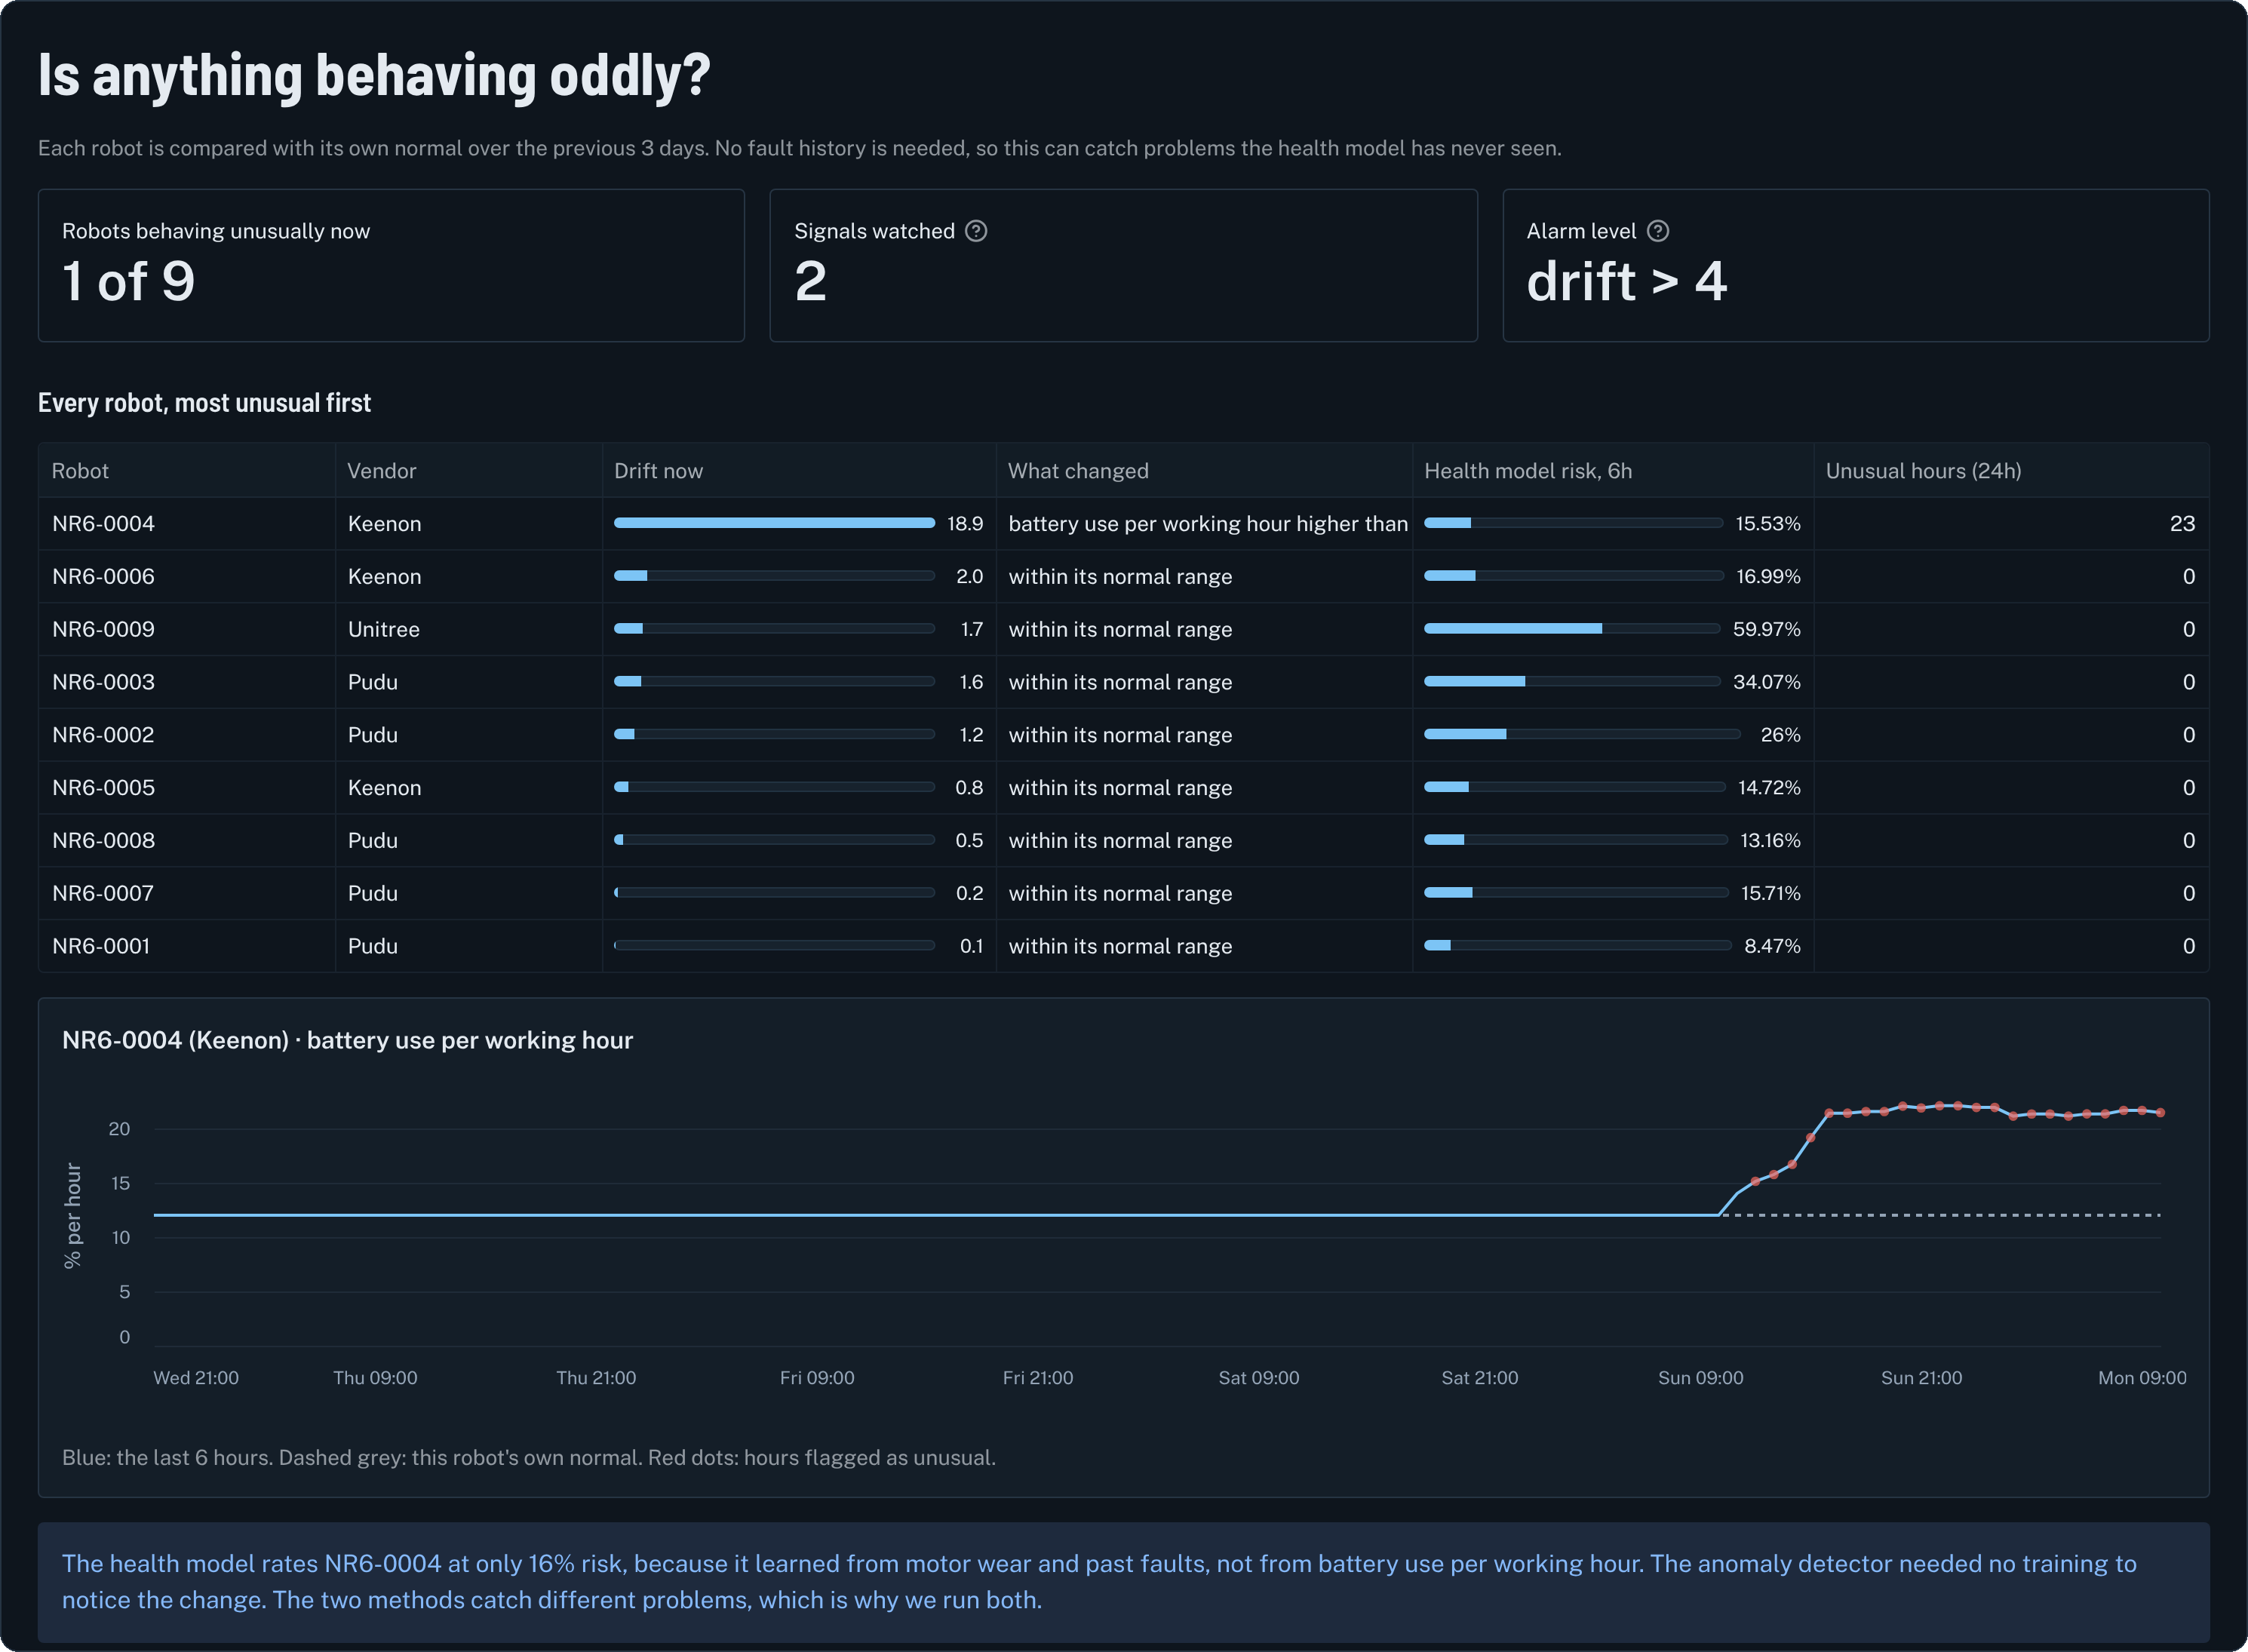 Is anything behaving oddly?
Each robot is compared with its own normal over the previous 3 days. No fault history is needed, so this can catch problems the health model has never seen.
Robots behaving unusually now
1 of 9
Signals watched ?
2
Alarm level ?
drift > 4
Every robot, most unusual first
Robot Vendor Drift now What changed Health model risk, 6h Unusual hours (24h)
NR6-0004 Keenon 18.9 battery use per working hour higher than 15.53% 23
NR6-0006 Keenon 2.0 within its normal range 16.99% 0
NR6-0009 Unitree 1.7 within its normal range 59.97% 0
NR6-0003 Pudu 1.6 within its normal range 34.07% 0
NR6-0002 Pudu 1.2 within its normal range 26% 0
NR6-0005 Keenon 0.8 within its normal range 14.72% 0
NR6-0008 Pudu 0.5 within its normal range 13.16% 0
NR6-0007 Pudu 0.2 within its normal range 15.71% 0
NR6-0001 Pudu 0.1 within its normal range 8.47% 0
NR6-0004 (Keenon) · battery use per working hour
% per hour
20
15
10
5
0
Wed 21:00 Thu 09:00 Thu 21:00 Fri 09:00 Fri 21:00 Sat 09:00 Sat 21:00 Sun 09:00 Sun 21:00 Mon 09:00
Blue: the last 6 hours. Dashed grey: this robot's own normal. Red dots: hours flagged as unusual.
The health model rates NR6-0004 at only 16% risk, because it learned from motor wear and past faults, not from battery use per working hour. The anomaly detector needed no training to
notice the change. The two methods catch different problems, which is why we run both.